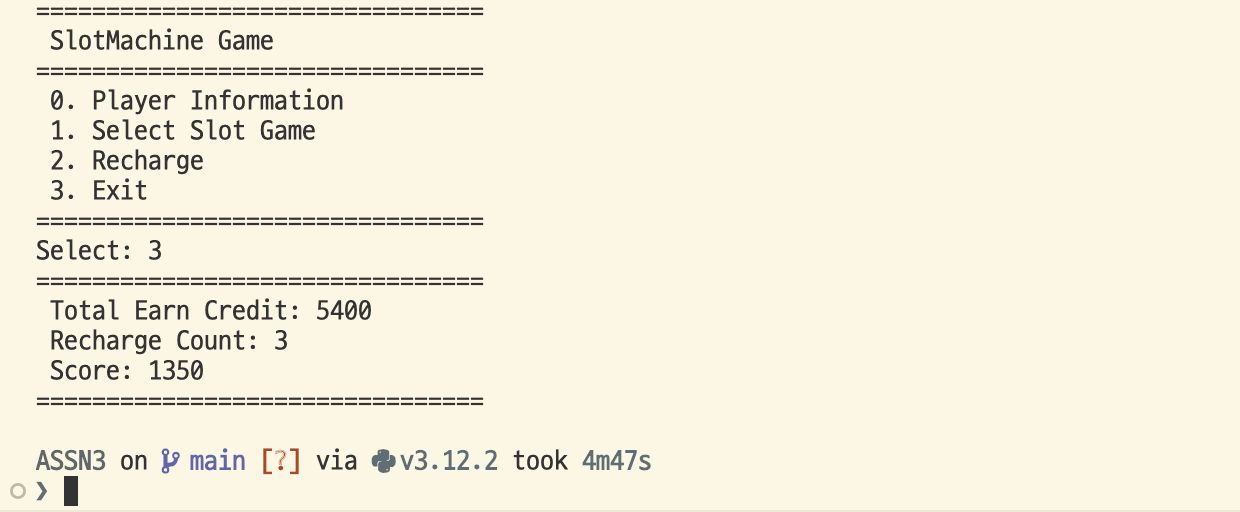 ================================
SlotMachine Game
================================
0. Player Information
1. Select Slot Game
2. Recharge
3. Exit
================================
Select: 3
================================
Total Earn Credit: 5400
Recharge Count: 3
Score: 1350
================================
ASSN3 on main [?] via v3.12.2 took 4m47s
❯